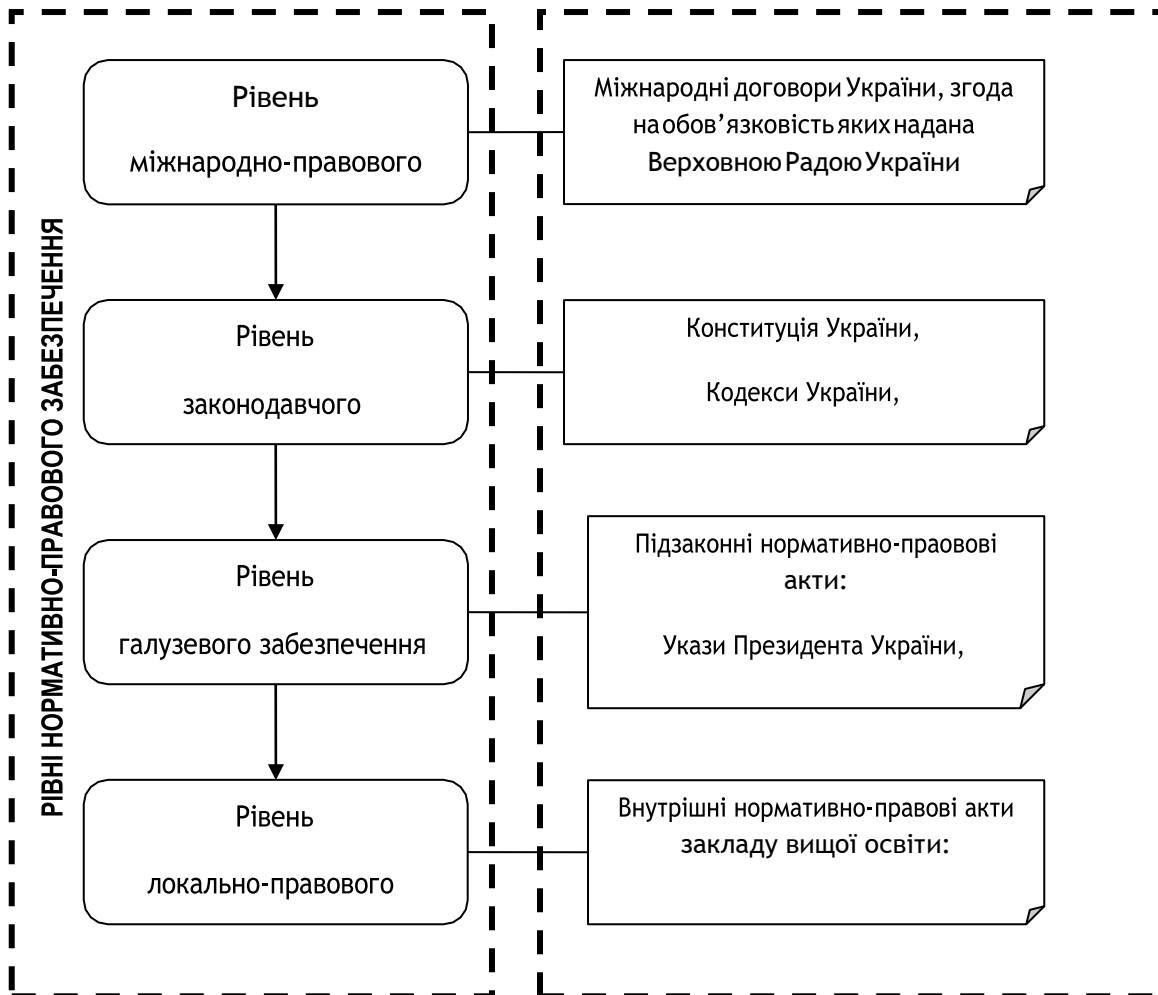 РІВНІ НОРМАТИВНО-ПРАВОВОГО ЗАБЕЗПЕЧЕННЯ
Рівень
міжнародно-правового
Міжнародні договори України, згода
на обов’язковість яких надана
Верховною Радою України
Рівень
законодавчого
Конституція України,
Кодекси України,
Рівень
галузевого забезпечення
Підзаконні нормативно-праовові
акти:
Укази Президента України,
Рівень
локально-правового
Внутрішні нормативно-правові акти
закладу вищої освіти: